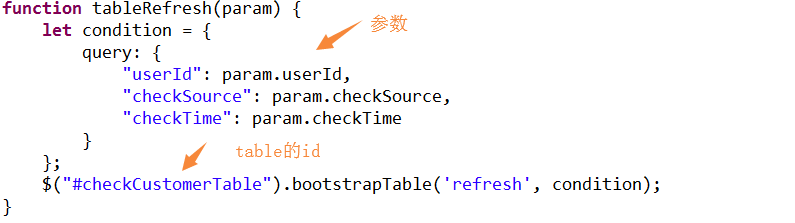 function tableRefresh(param) {
    let condition = {
        query: {
            "userId": param.userId,
            "checkSource": param.checkSource,
            "checkTime": param.checkTime
        }
    };
    $("#checkCustomerTable").bootstrapTable('refresh', condition);
}
参数
table的id